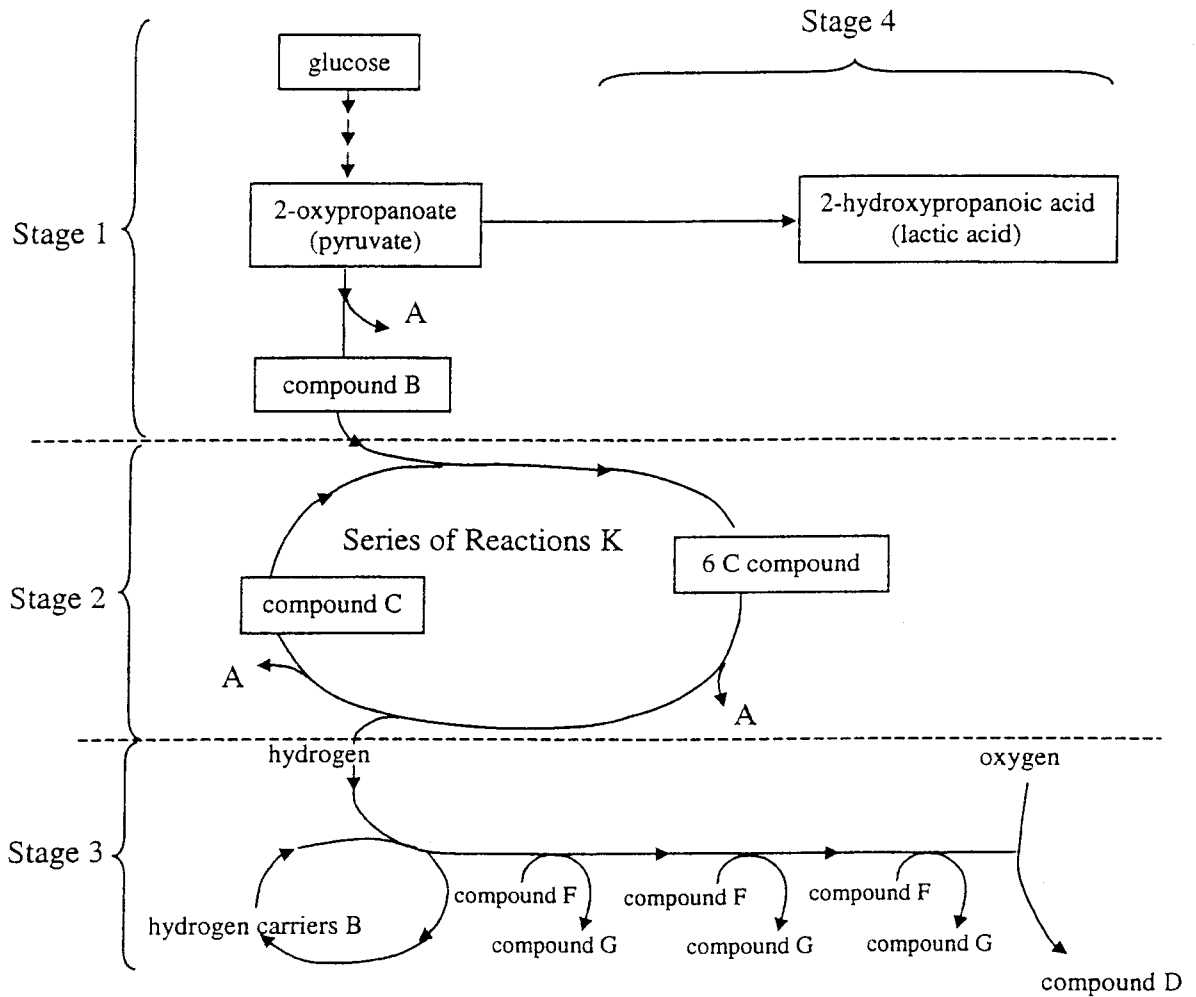 Stage 4
glucose
2-oxypropanoate
(pyruvate)
2-hydroxypropanoic acid
(lactic acid)
Stage 1
A
compound B
Series of Reactions K
6 C compound
Stage 2
compound C
A
A
hydrogen
oxygen
Stage 3
compound F
compound F
compound F
hydrogen carriers B
compound G
compound G
compound G
compound D